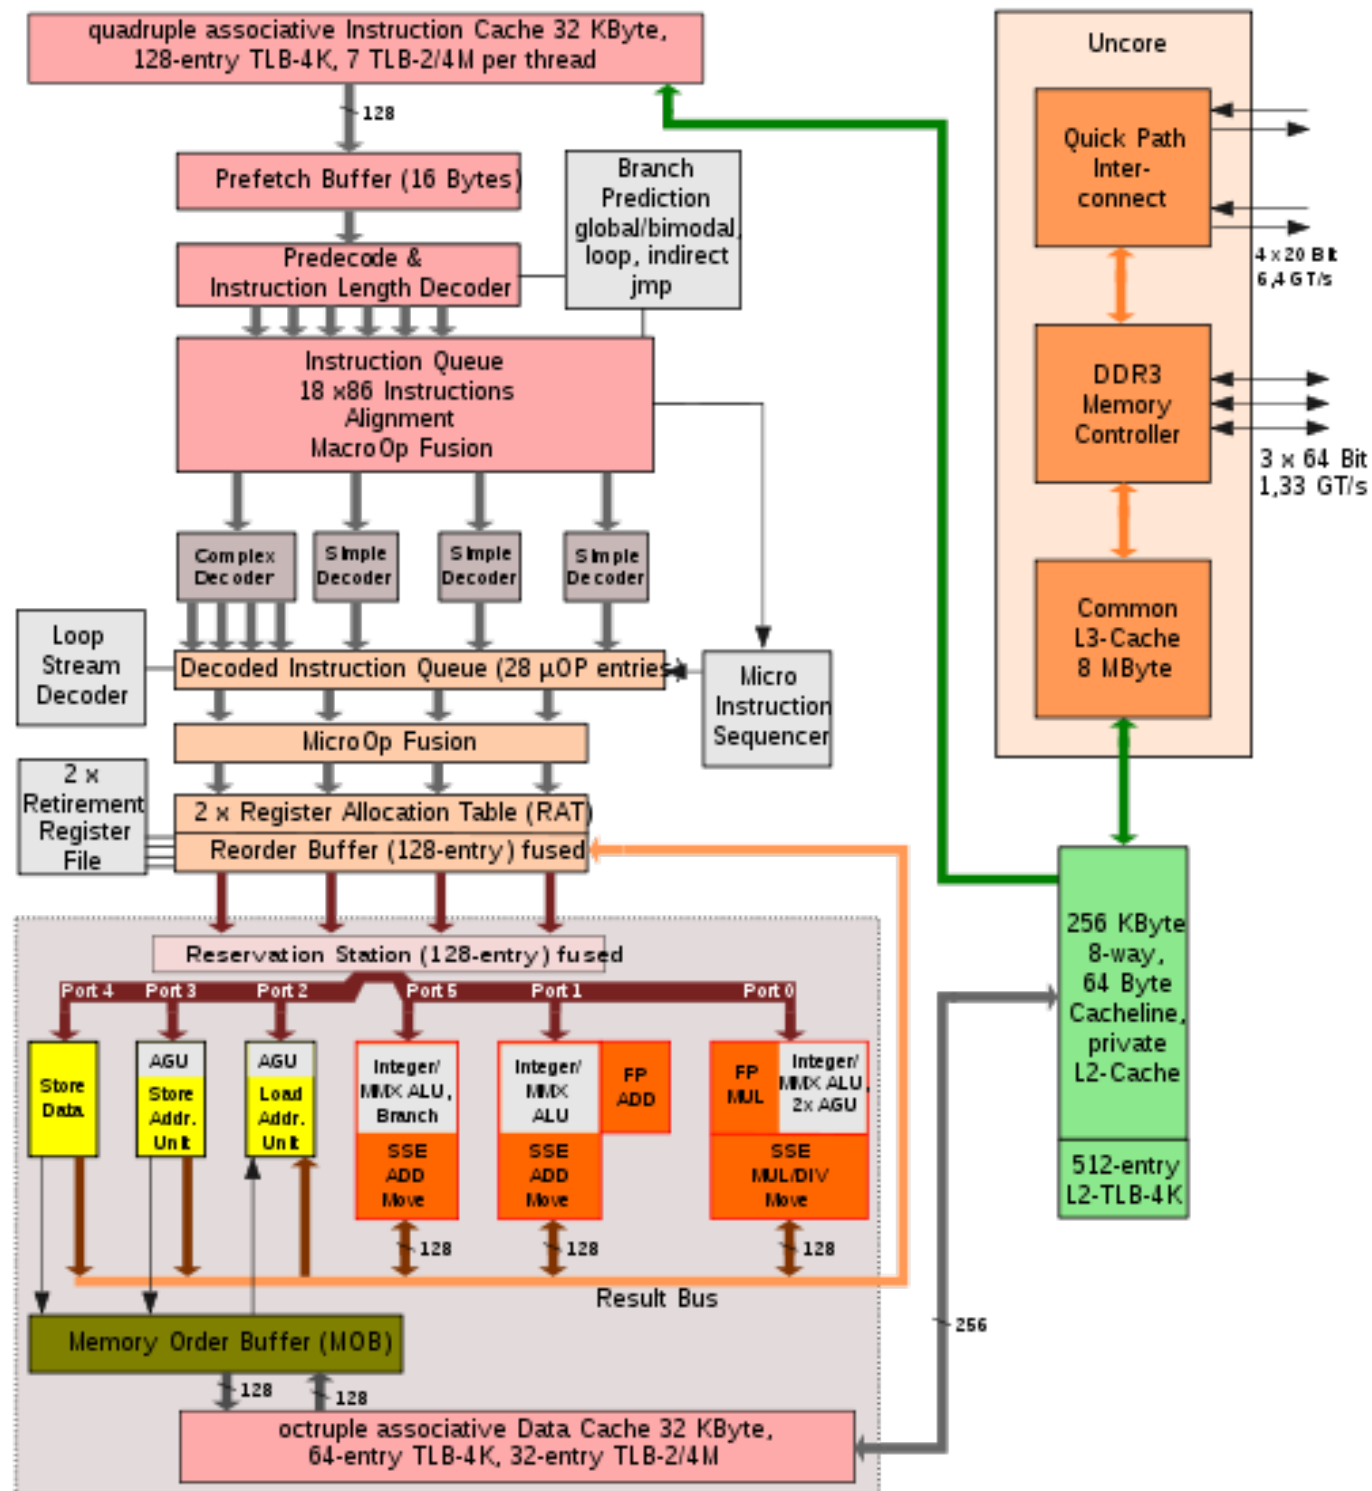 quadruple associative Instruction Cache 32 KByte,
128-entry TLB-4K, 7 TLB-2/4M per thread
128
Prefetch Buffer (16 Bytes)
Predecode &
Instruction Length Decoder
Branch
Prediction
global/bimodal,
loop, indirect
jmp
Instruction Queue
18 x86 Instructions
Alignment
MacroOp Fusion
Complex
Decoder
Simple
Decoder
Simple
Decoder
Simple
Decoder
Loop
Stream
Decoder
Decoded Instruction Queue (28 µOP entries)
Micro
Instruction
Sequencer
MicroOp Fusion
2 x
Retirement
Register
File
2 x Register Allocation Table (RAT)
Reorder Buffer (128-entry) fused
Reservation Station (128-entry) fused
Port 4
Port 3
Port 2
Port 5
Port 1
Port 0
Store
Data
AGU
Store
Addr.
Unit
AGU
Load
Addr.
Unit
Integer/
MMX ALU,
Branch
SSE
ADD
Move
Integer/
MMX
ALU
FP
ADD
SSE
ADD
Move
FP
MUL
Integer/
MMX ALU,
2x AGU
SSE
MUL/DIV
Move
128
128
128
Result Bus
Memory Order Buffer (MOB)
128
128
octruple associative Data Cache 32 KByte,
64-entry TLB-4K, 32-entry TLB-2/4M
256
Uncore
Quick Path
Inter-
connect
4 x 20 Bit
6,4 GT/s
DDR3
Memory
Controller
3 x 64 Bit
1,33 GT/s
Common
L3-Cache
8 MByte
256 KByte
8-way,
64 Byte
Cacheline,
private
L2-Cache
512-entry
L2-TLB-4K